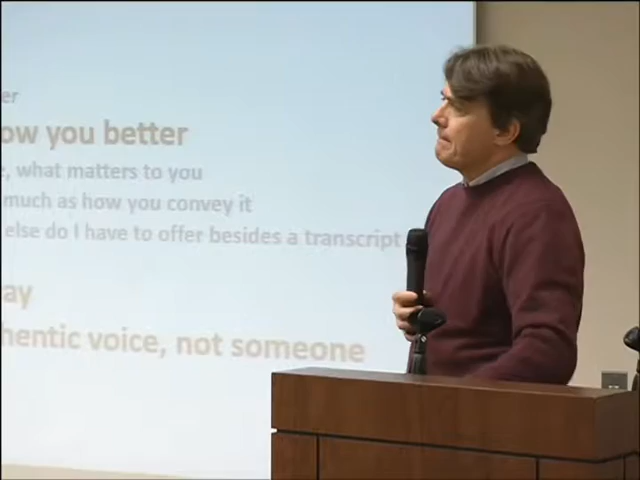 er
ow you better
e, what matters to you
much as how you convey it
else do I have to offer besides a transcript
ay
hentic voice, not someone